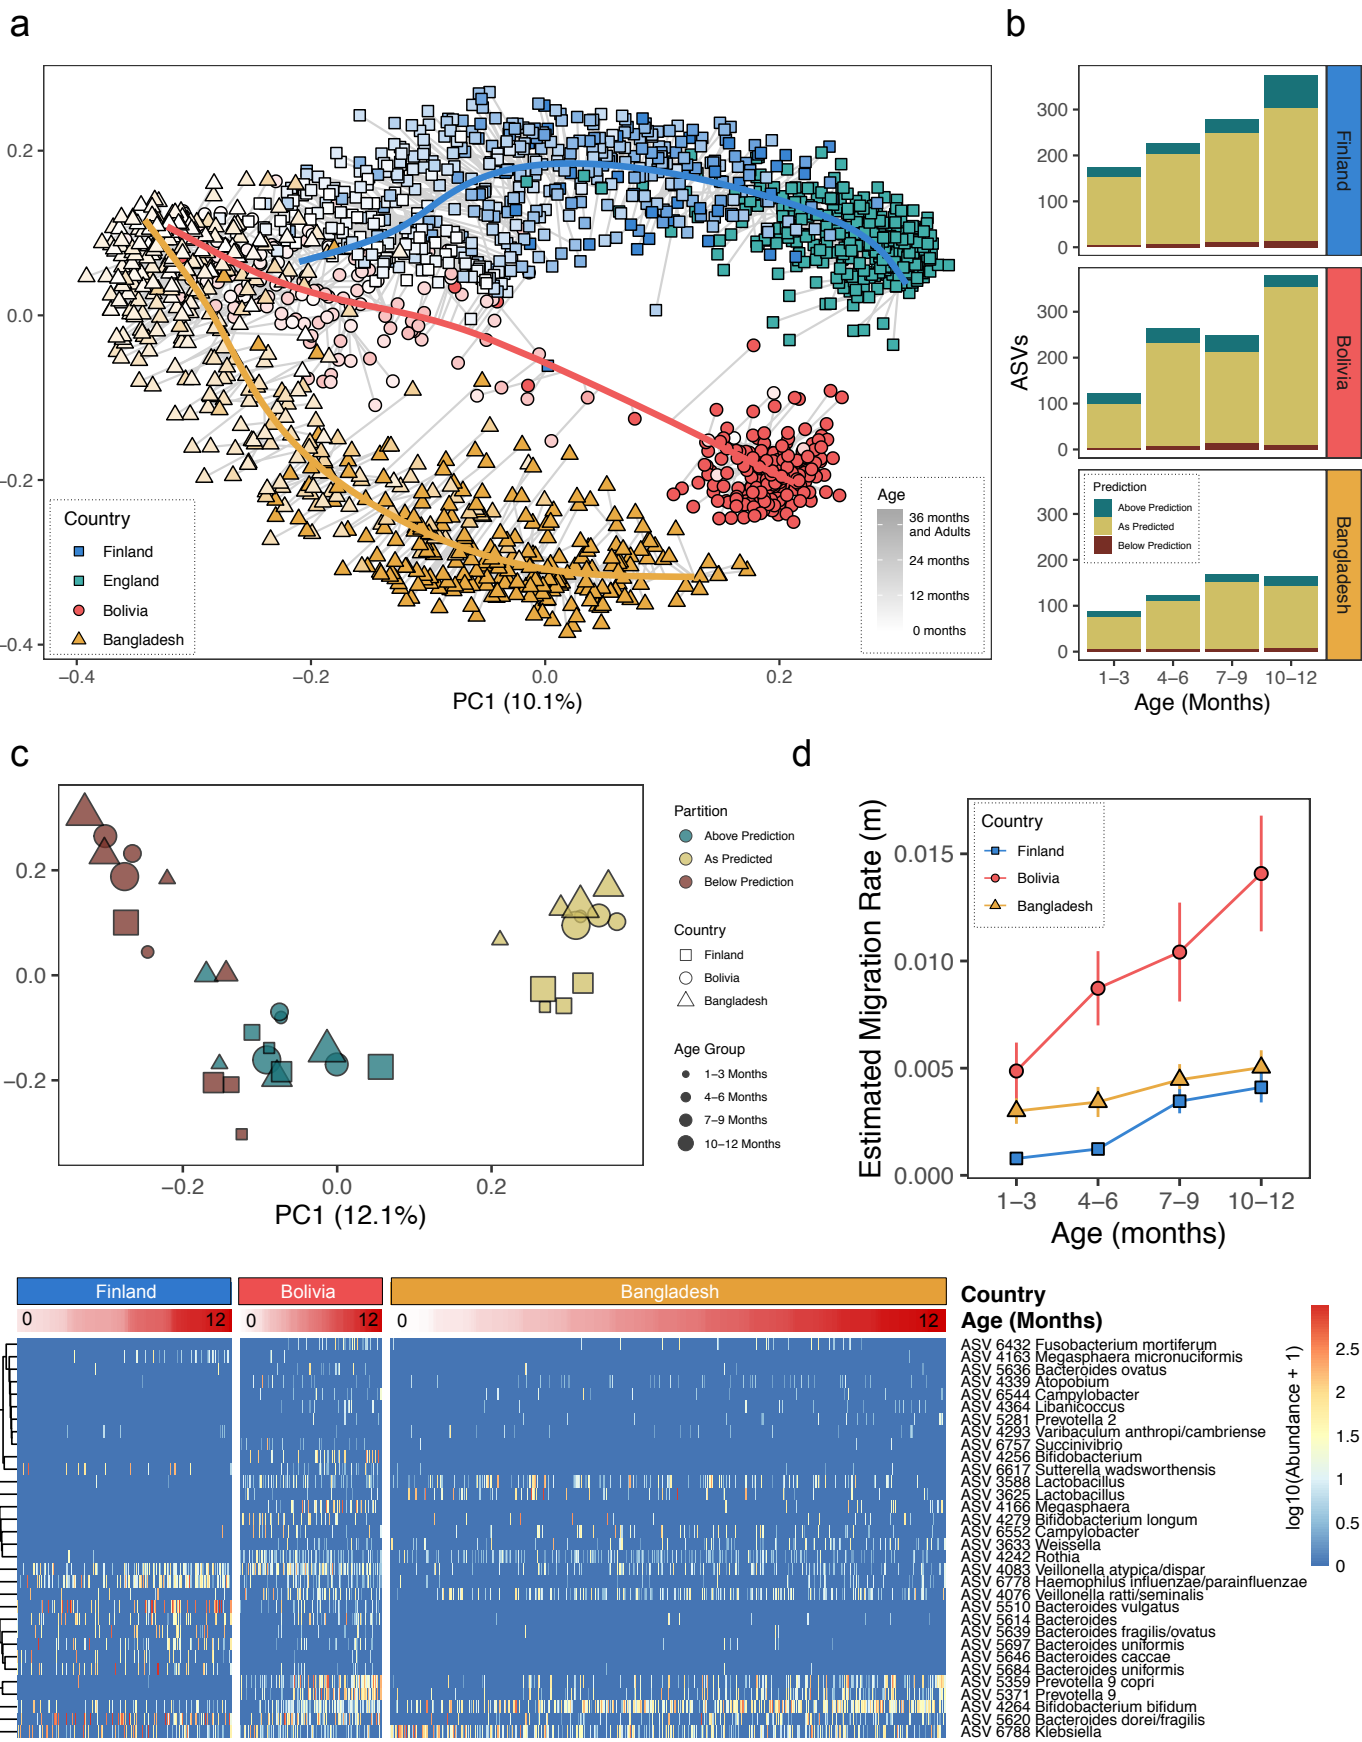 a
0.2
0.0
−0.2
−0.4
−0.4
−0.2
0.0
0.2
PC1 (10.1%)
Country
Finland
England
Bolivia
Bangladesh
Age
36 months
and Adults
24 months
12 months
0 months
b
300
200
100
0
Finland
300
200
100
0
Bolivia
300
200
100
0
Bangladesh
ASVs
Prediction
Above Prediction
As Predicted
Below Prediction
1−3
4−6
7−9
10−12
Age (Months)
c
0.2
0.0
−0.2
−0.2
0.0
0.2
PC1 (12.1%)
Partition
Above Prediction
As Predicted
Below Prediction
Country
Finland
Bolivia
Bangladesh
Age Group
1−3 Months
4−6 Months
7−9 Months
10−12 Months
d
Estimated Migration Rate (m)
0.015
0.010
0.005
0.000
Country
Finland
Bolivia
Bangladesh
1−3
4−6
7−9
10−12
Age (months)
Finland
Bolivia
Bangladesh
Country
0 12
0 12
0 12
Age (Months)
ASV 6432 Fusobacterium mortiferum
ASV 4163 Megasphaera micronuciformis
ASV 5636 Bacteroides ovatus
ASV 4339 Atopobium
ASV 6544 Campylobacter
ASV 4364 Libanicoccus
ASV 5281 Prevotella 2
ASV 4293 Varibaculum anthropi/cambriense
ASV 6757 Succinivibrio
ASV 4256 Bifidobacterium
ASV 6617 Sutterella wadsworthensis
ASV 3588 Lactobacillus
ASV 3625 Lactobacillus
ASV 4166 Megasphaera
ASV 4279 Bifidobacterium longum
ASV 6552 Campylobacter
ASV 3633 Weissella
ASV 4242 Rothia
ASV 4083 Veillonella atypica/dispar
ASV 6778 Haemophilus influenzae/parainfluenzae
ASV 4076 Veillonella ratti/seminalis
ASV 5510 Bacteroides vulgatus
ASV 5614 Bacteroides
ASV 5639 Bacteroides fragilis/ovatus
ASV 5697 Bacteroides uniformis
ASV 5646 Bacteroides caccae
ASV 5684 Bacteroides uniformis
ASV 5359 Prevotella 9 copri
ASV 5371 Prevotella 9
ASV 4264 Bifidobacterium bifidum
ASV 5620 Bacteroides dorei/fragilis
ASV 6788 Klebsiella
log10(Abundance + 1)
2.5
2
1.5
1
0.5
0